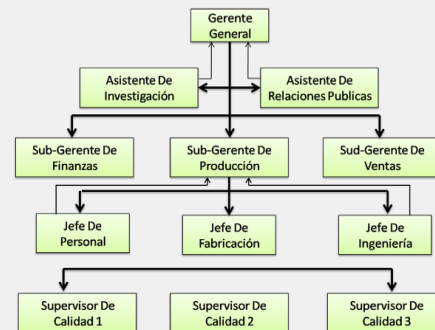 Gerente
General
Asistente De
Investigación
Asistente De
Relaciones Publicas
Sub-Gerente De
Finanzas
Sub-Gerente De
Producción
Sud-Gerente De
Ventas
Jefe De
Personal
Jefe De
Fabricación
Jefe De
Ingeniería
Supervisor De
Calidad 1
Supervisor De
Calidad 2
Supervisor De
Calidad 3